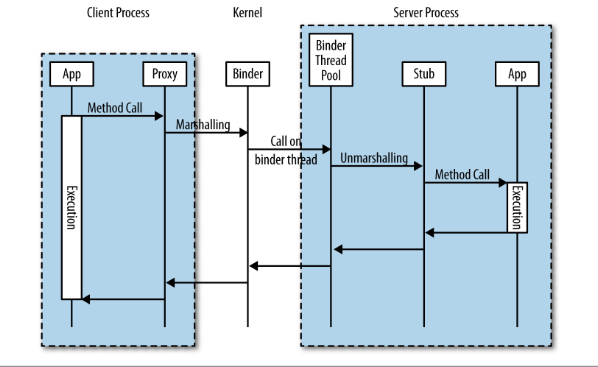 Client Process
Kernel
Server Process
App
Proxy
Binder
Binder
Thread
Pool
Stub
App
Method Call
Marshalling
Call on
binder thread
Unmarshalling
Method Call
Execution
Execution